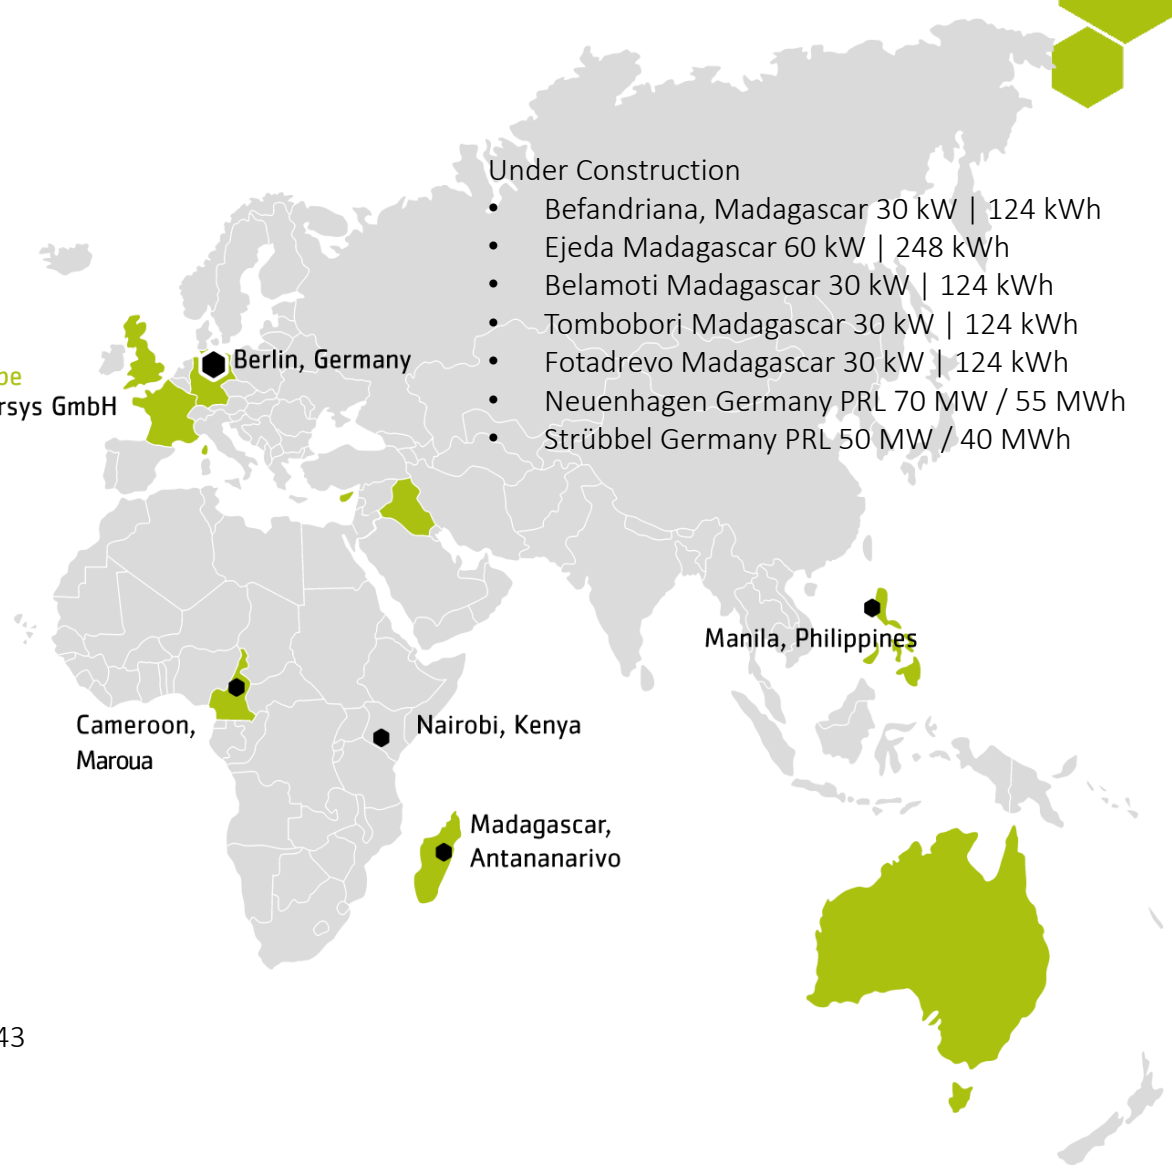 Under Construction
• Befandriana, Madagascar 30 kW | 124 kWh
• Ejeda Madagascar 60 kW | 248 kWh
• Belamoti Madagascar 30 kW | 124 kWh
• Tombobori Madagascar 30 kW | 124 kWh
• Fotadrevo Madagascar 30 kW | 124 kWh
• Neuenhagen Germany PRL 70 MW / 55 MWh
• Strübbel Germany PRL 50 MW / 40 MWh
Berlin, Germany
GmbH
Manila, Philippines
Cameroon,
Maroua
Nairobi, Kenya
Madagascar,
Antananarivo
43